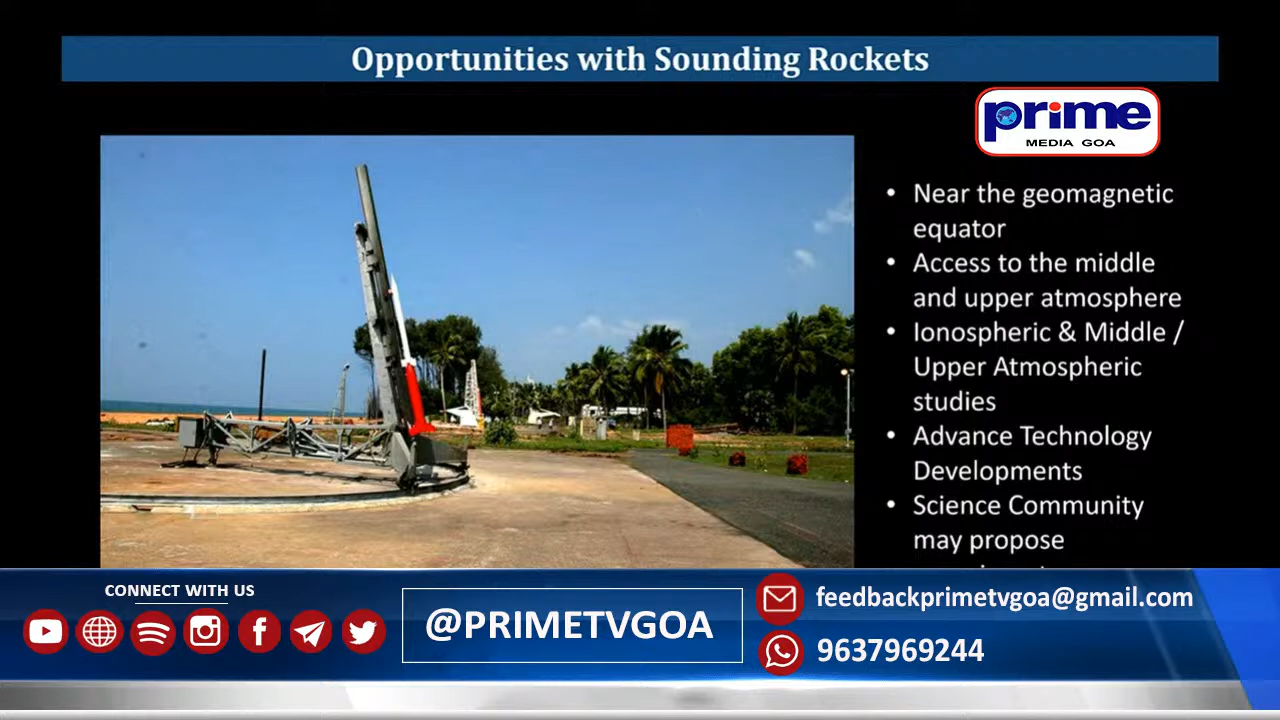 Opportunities with Sounding Rockets
prime
MEDIA GOA
• Near the geomagnetic
equator
• Access to the middle
and upper atmosphere
• Ionospheric & Middle /
Upper Atmospheric
studies
• Advance Technology
Developments
• Science Community
may propose
CONNECT WITH US
@PRIMETVGOA
feedbackprimetvgoa@gmail.com
9637969244